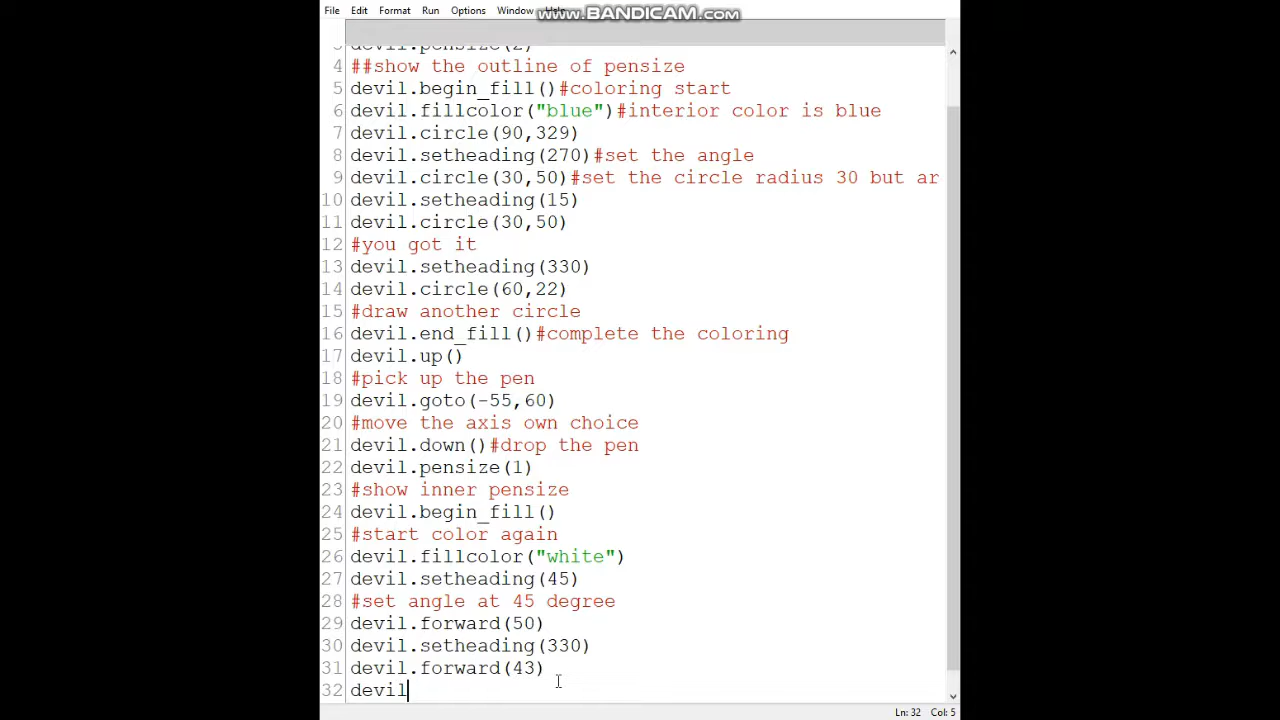 File Edit Format Run Options Window Help
www.BANDICAM.com
3 devil.pensize(2)
4 ##show the outline of pensize
5 devil.begin_fill()#coloring start
6 devil.fillcolor("blue")#interior color is blue
7 devil.circle(90,329)
8 devil.setheading(270)#set the angle
9 devil.circle(30,50)#set the circle radius 30 but ar
10 devil.setheading(15)
11 devil.circle(30,50)
12 #you got it
13 devil.setheading(330)
14 devil.circle(60,22)
15 #draw another circle
16 devil.end_fill()#complete the coloring
17 devil.up()
18 #pick up the pen
19 devil.goto(-55,60)
20 #move the axis own choice
21 devil.down()#drop the pen
22 devil.pensize(1)
23 #show inner pensize
24 devil.begin_fill()
25 #start color again
26 devil.fillcolor("white")
27 devil.setheading(45)
28 #set angle at 45 degree
29 devil.forward(50)
30 devil.setheading(330)
31 devil.forward(43)
32 devil
Ln: 32 Col: 5